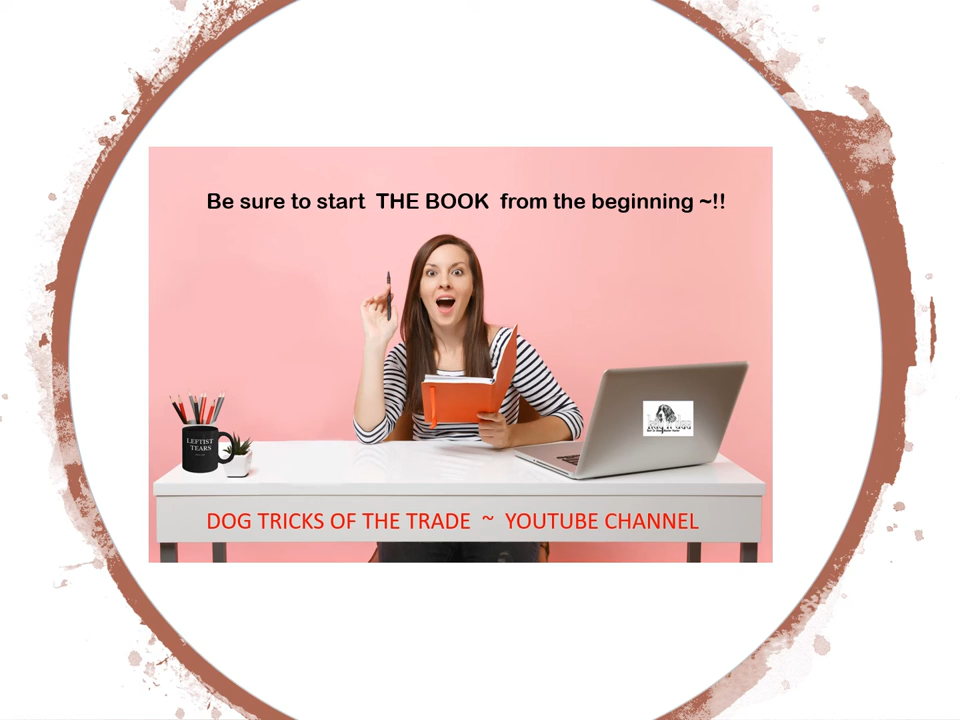 Be sure to start THE BOOK from the beginning ~!!
LEFTIST
TEARS
DOG TRICKS OF THE TRADE ~ YOUTUBE CHANNEL